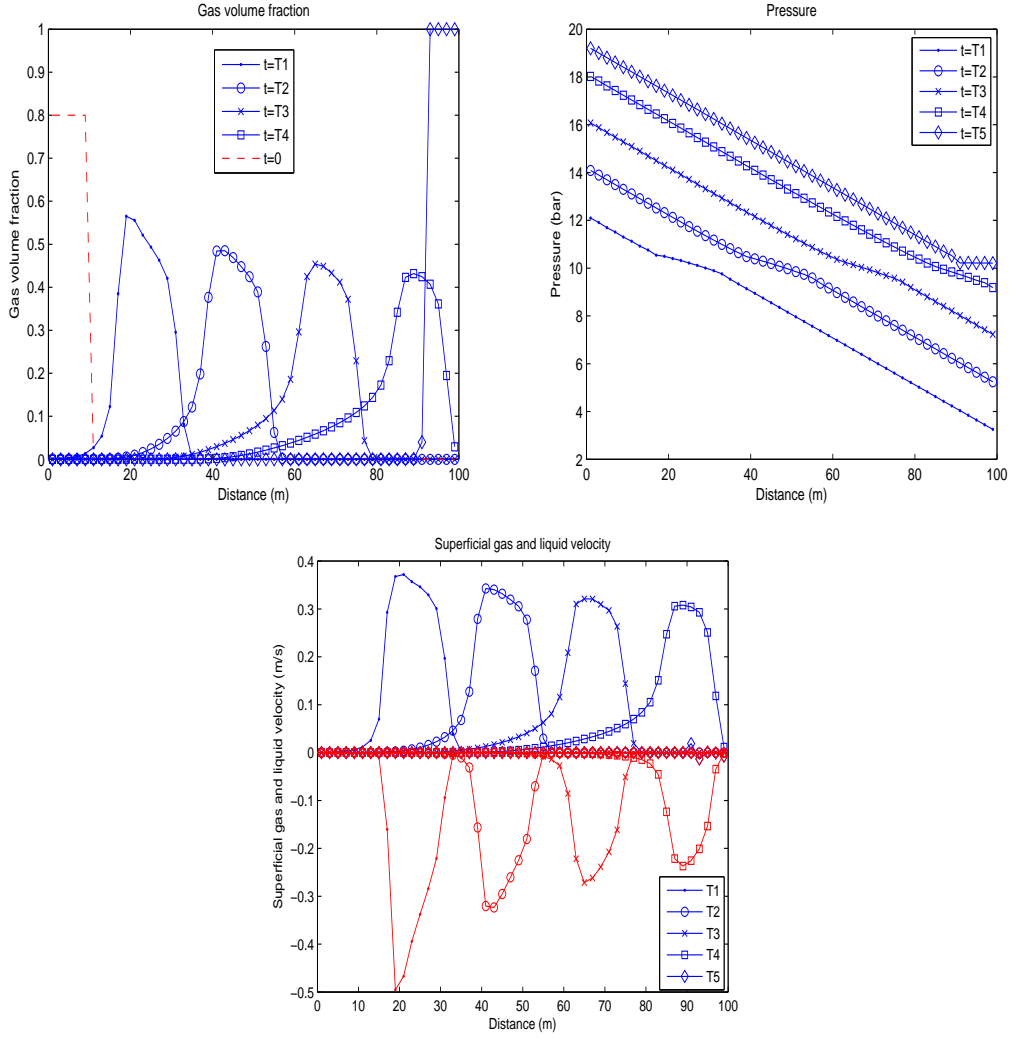 Gas volume fraction
Gas volume fraction
1
0.9
0.8
0.7
0.6
0.5
0.4
0.3
0.2
0.1
0
0 20 40 60 80 100
Distance (m)
t=T1
t=T2
t=T3
t=T4
t=0
Pressure
Pressure (bar)
20
18
16
14
12
10
8
6
4
2
0 20 40 60 80 100
Distance (m)
t=T1
t=T2
t=T3
t=T4
t=T5
Superficial gas and liquid velocity
Superficial gas and liquid velocity (m/s)
0.4
0.3
0.2
0.1
0
−0.1
−0.2
−0.3
−0.4
−0.5
0 10 20 30 40 50 60 70 80 90 100
Distance (m)
T1
T2
T3
T4
T5